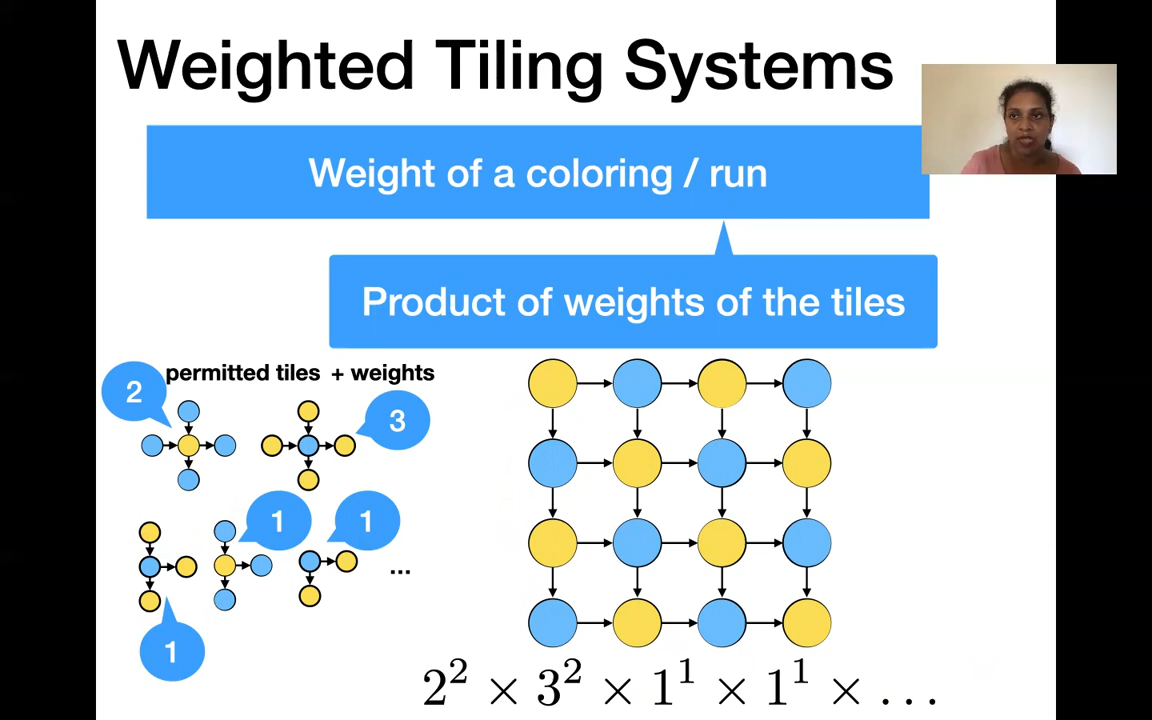 Weighted Tiling Systems
Weight of a coloring / run
Product of weights of the tiles
permitted tiles + weights
2
3
1
1
...
1
2² × 3² × 1¹ × 1¹ × ...